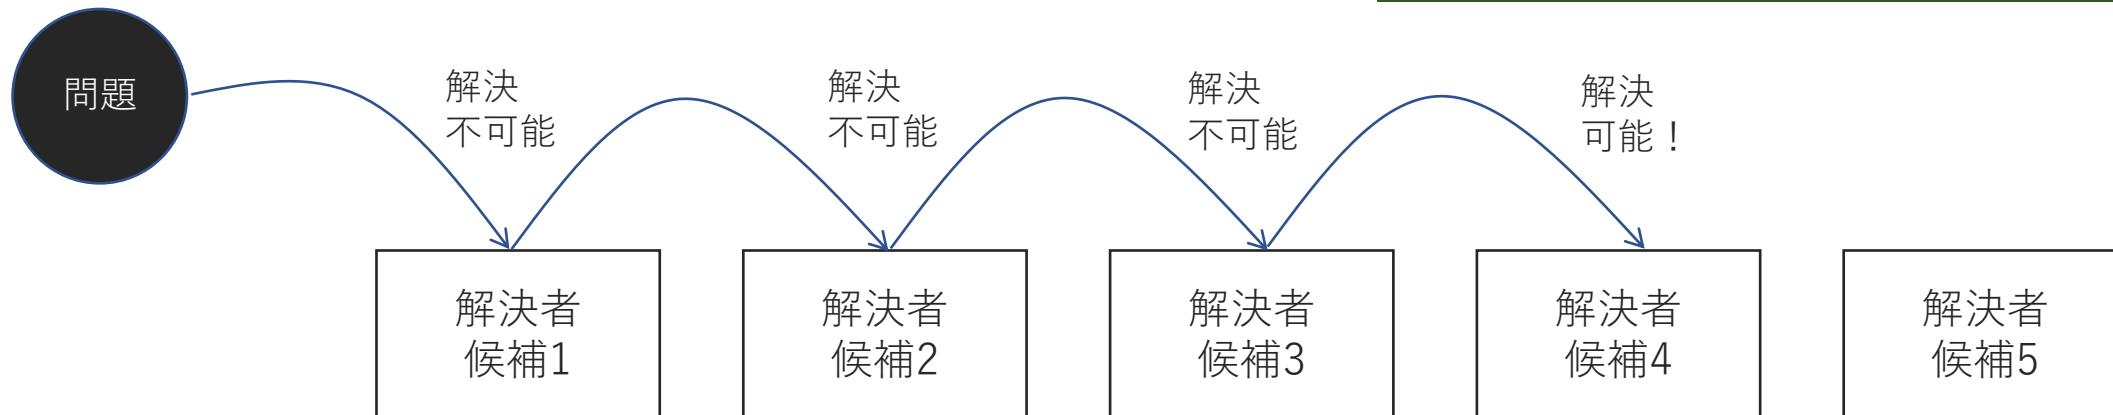 問題
解決
不可能
解決
不可能
解決
不可能
解決
可能！
解決者
候補1
解決者
候補2
解決者
候補3
解決者
候補4
解決者
候補5